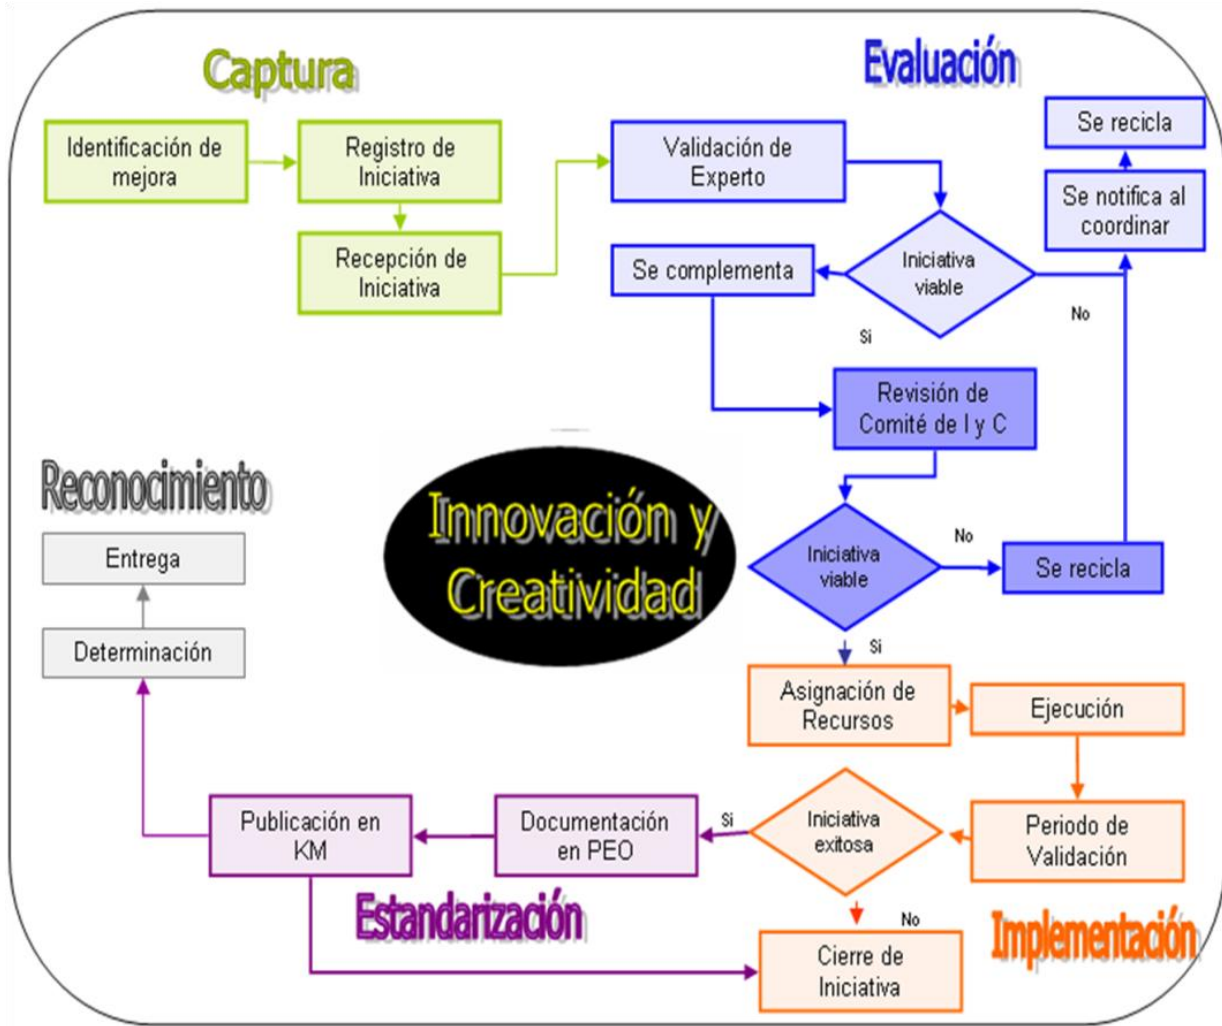 Captura
Identificación de
mejora
Registro de
Iniciativa
Recepción de
Iniciativa
Evaluación
Validación de
Experto
Iniciativa
viable
Se complementa
Si
No
Se notifica al
coordinar
Se recicla
Revisión de
Comité de I y C
Iniciativa
viable
No
Se recicla
Si
Innovación y
Creatividad
Asignación de
Recursos
Ejecución
Periodo de
Validación
Iniciativa
exitosa
Implementación
Si
No
Cierre de
Iniciativa
Documentación
en PEO
Publicación en
KM
Estandarización
Reconocimiento
Determinación
Entrega